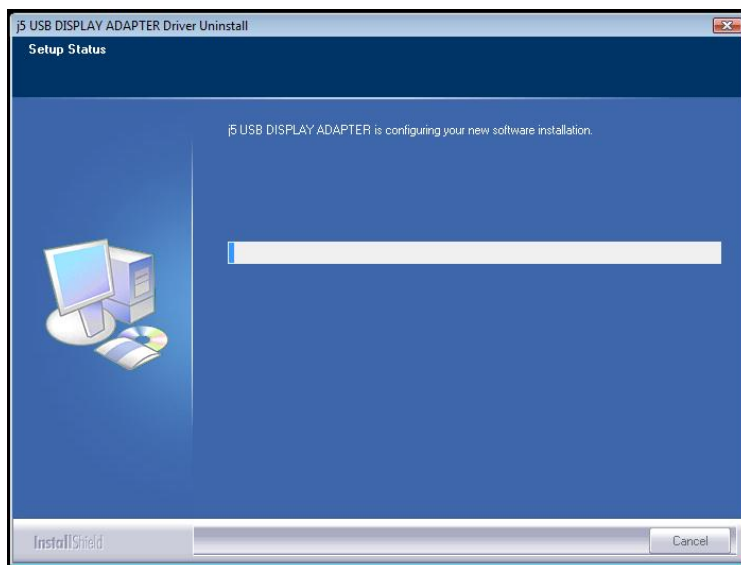 j5 USB DISPLAY ADAPTER Driver Uninstall
Setup Status
j5 USB DISPLAY ADAPTER is configuring your new software installation.
InstallShield
Cancel